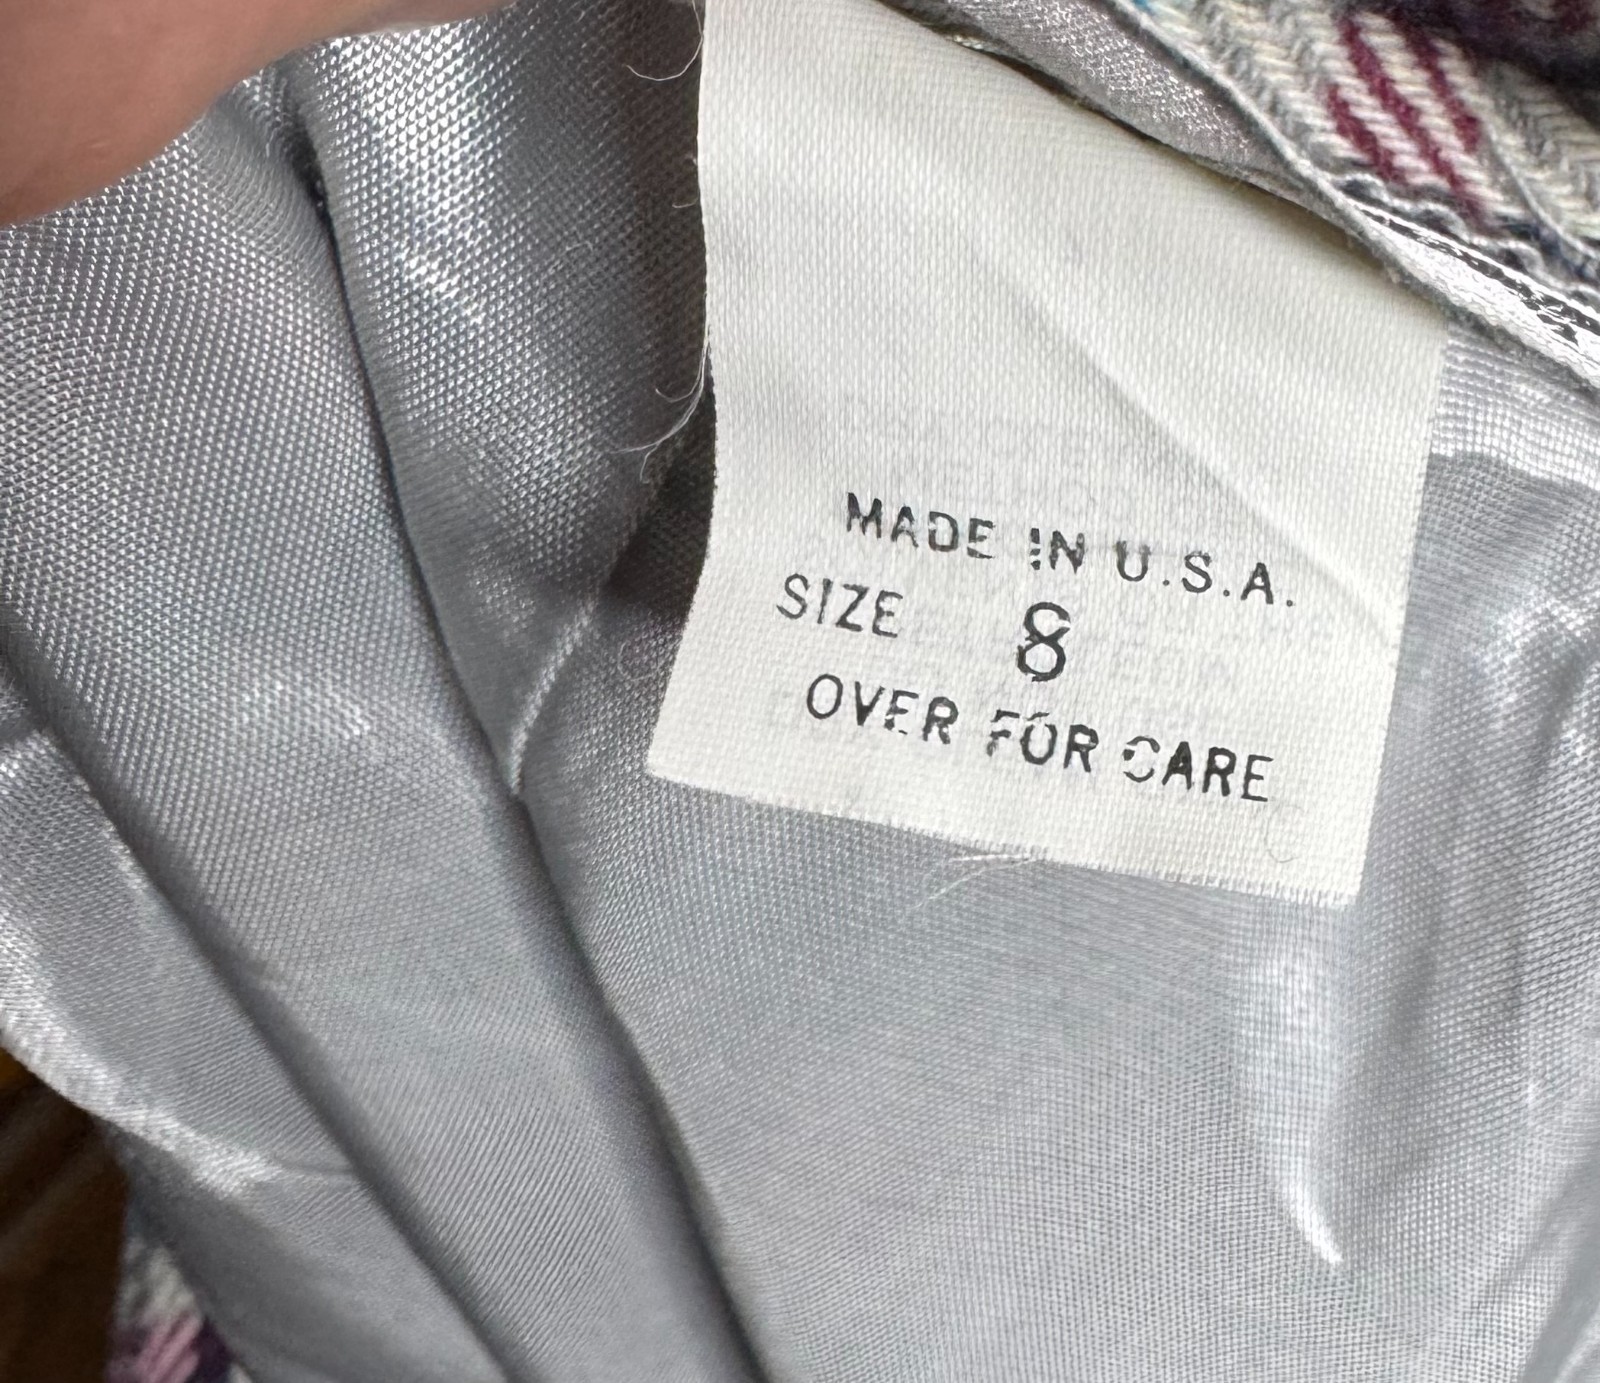 MADE IN U.S.A.
SIZE 8
OVER FOR CARE